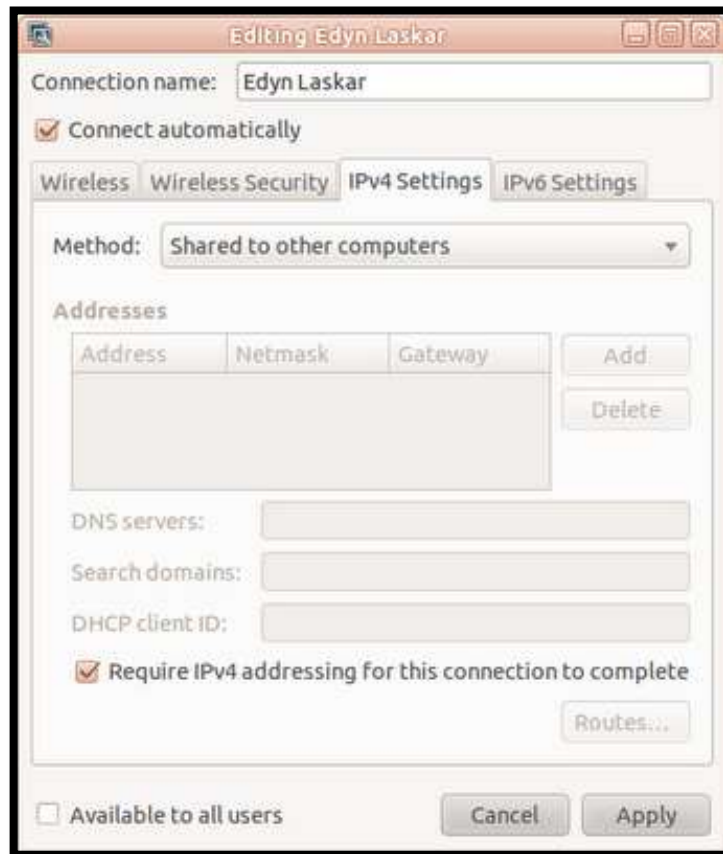 Editing Edyn Laskar
Connection name: Edyn Laskar
Connect automatically
Wireless Wireless Security IPv4 Settings IPv6 Settings
Method: Shared to other computers
Addresses
Address Netmask Gateway Add
Delete
DNS servers:
Search domains:
DHCP client ID:
Require IPv4 addressing for this connection to complete
Routes...
Available to all users Cancel Apply